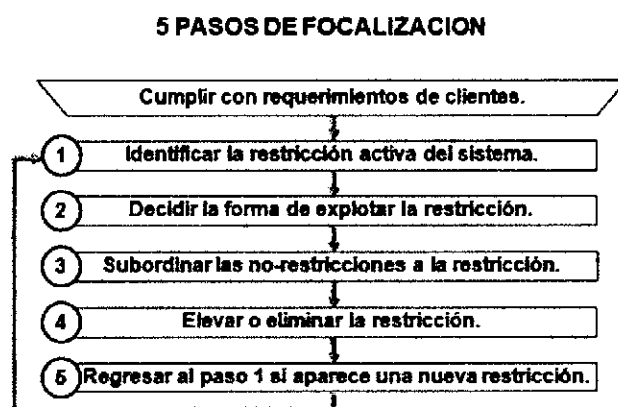 5 PASOS DE FOCALIZACION
Cumplir con requerimientos de clientes.
1 Identificar la restricción activa del sistema.
2 Decidir la forma de explotar la restricción.
3 Subordinar las no-restricciones a la restricción.
4 Elevar o eliminar la restricción.
5 Regresar al paso 1 si aparece una nueva restricción.